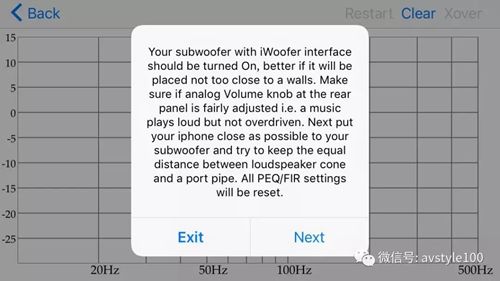 Back
Restart Clear Xover
15
10
5
0
-5
-10
-15
-20
-25
Your subwoofer with iWoofer interface
should be turned On, better if it will be
placed not too close to a walls. Make
sure if analog Volume knob at the rear
panel is fairly adjusted i.e. a music
plays loud but not overdriven. Next put
your iphone close as possible to your
subwoofer and try to keep the equal
distance between loudspeaker cone
and a port pipe. All PEQ/FIR settings
will be reset.
Exit Next
微信号: avstyle100
20Hz 50Hz 100Hz 500Hz